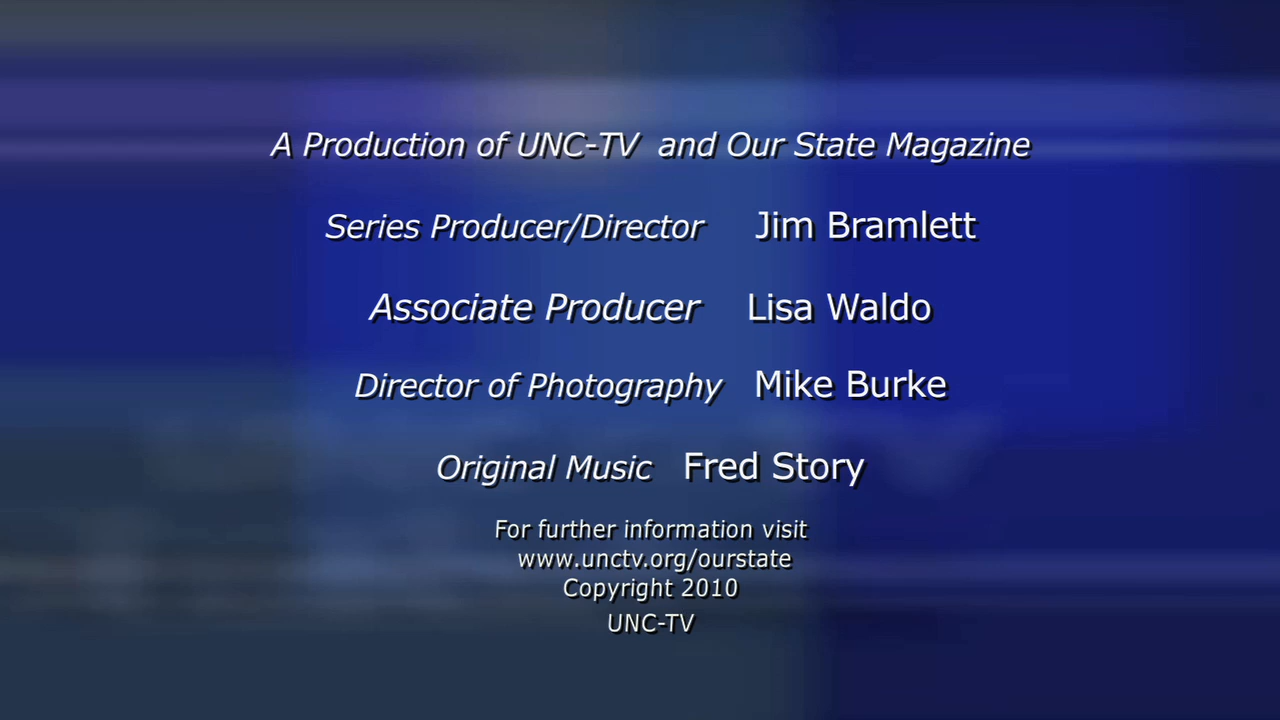 A Production of UNC-TV and Our State Magazine
Series Producer/Director Jim Bramlett
Associate Producer Lisa Waldo
Director of Photography Mike Burke
Original Music Fred Story
For further information visit
www.unctv.org/ourstate
Copyright 2010
UNC-TV